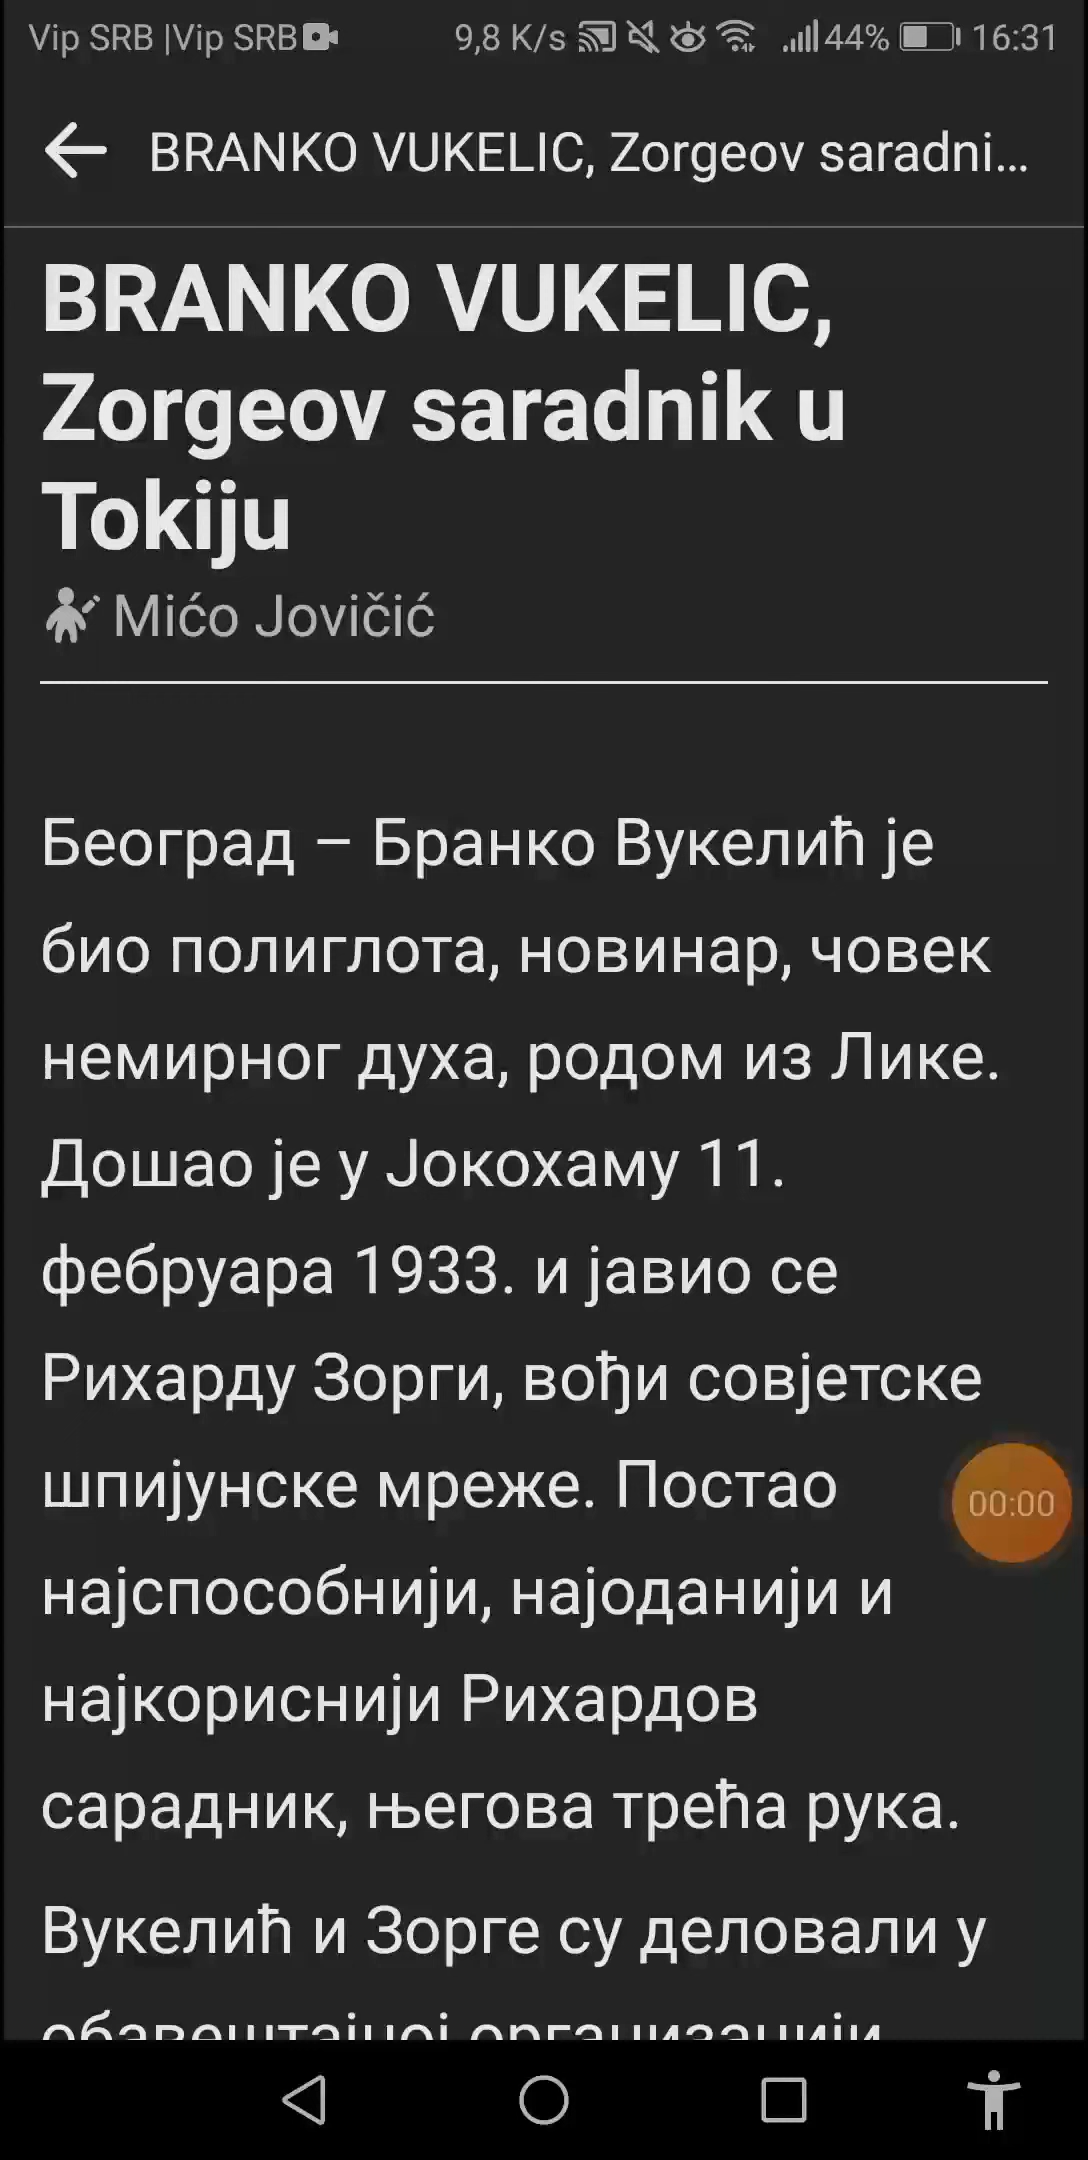 Vip SRB |Vip SRB 9,8 K/s 44% 16:31
BRANKO VUKELIC, Zorgeov saradni...
BRANKO VUKELIC,
Zorgeov saradnik u
Tokiju
Mićo Jovičić
Београд – Бранко Вукелић је
био полиглота, новинар, човек
немирног духа, родом из Лике.
Дошао је у Јокохаму 11.
фебруара 1933. и јавио се
Рихарду Зорги, вођи совјетске
шпијунске мреже. Постао
00:00
најспособнији, најоданији и
најкориснији Рихардов
сарадник, његова трећа рука.
Вукелић и Зорге су деловали у
обавештајној организацији